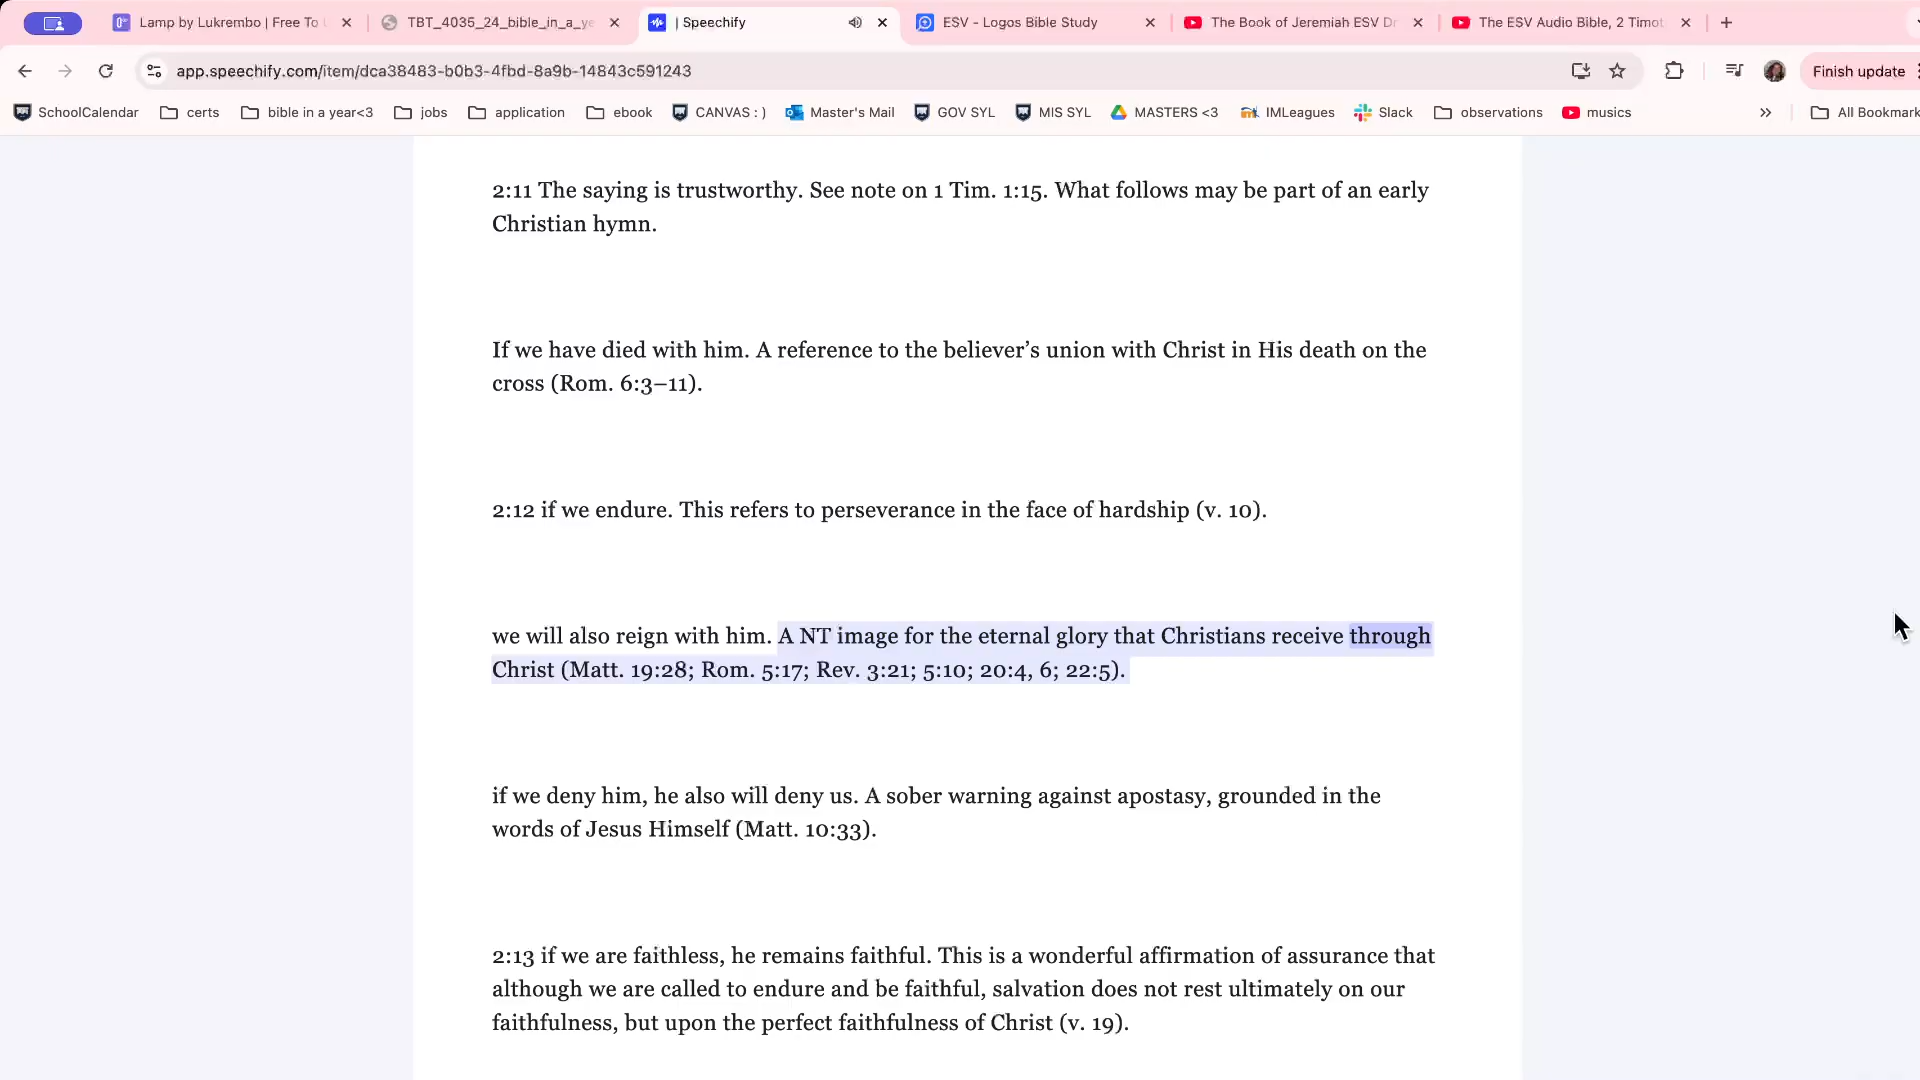 Lamp by Lukrembo | Free To
TBT_4035_24_bible_in_a_ye
| Speechify
ESV - Logos Bible Study
The Book of Jeremiah ESV Dr
The ESV Audio Bible, 2 Timot
app.speechify.com/item/dca38483-b0b3-4fbd-8a9b-14843c591243
Finish update
SchoolCalendar
certs
bible in a year<3
jobs
application
ebook
CANVAS : )
Master's Mail
GOV SYL
MIS SYL
MASTERS <3
IMLeagues
Slack
observations
musics
All Bookmark
2:11 The saying is trustworthy. See note on 1 Tim. 1:15. What follows may be part of an early
Christian hymn.
If we have died with him. A reference to the believer’s union with Christ in His death on the
cross (Rom. 6:3–11).
2:12 if we endure. This refers to perseverance in the face of hardship (v. 10).
we will also reign with him. A NT image for the eternal glory that Christians receive through
Christ (Matt. 19:28; Rom. 5:17; Rev. 3:21; 5:10; 20:4, 6; 22:5).
if we deny him, he also will deny us. A sober warning against apostasy, grounded in the
words of Jesus Himself (Matt. 10:33).
2:13 if we are faithless, he remains faithful. This is a wonderful affirmation of assurance that
although we are called to endure and be faithful, salvation does not rest ultimately on our
faithfulness, but upon the perfect faithfulness of Christ (v. 19).